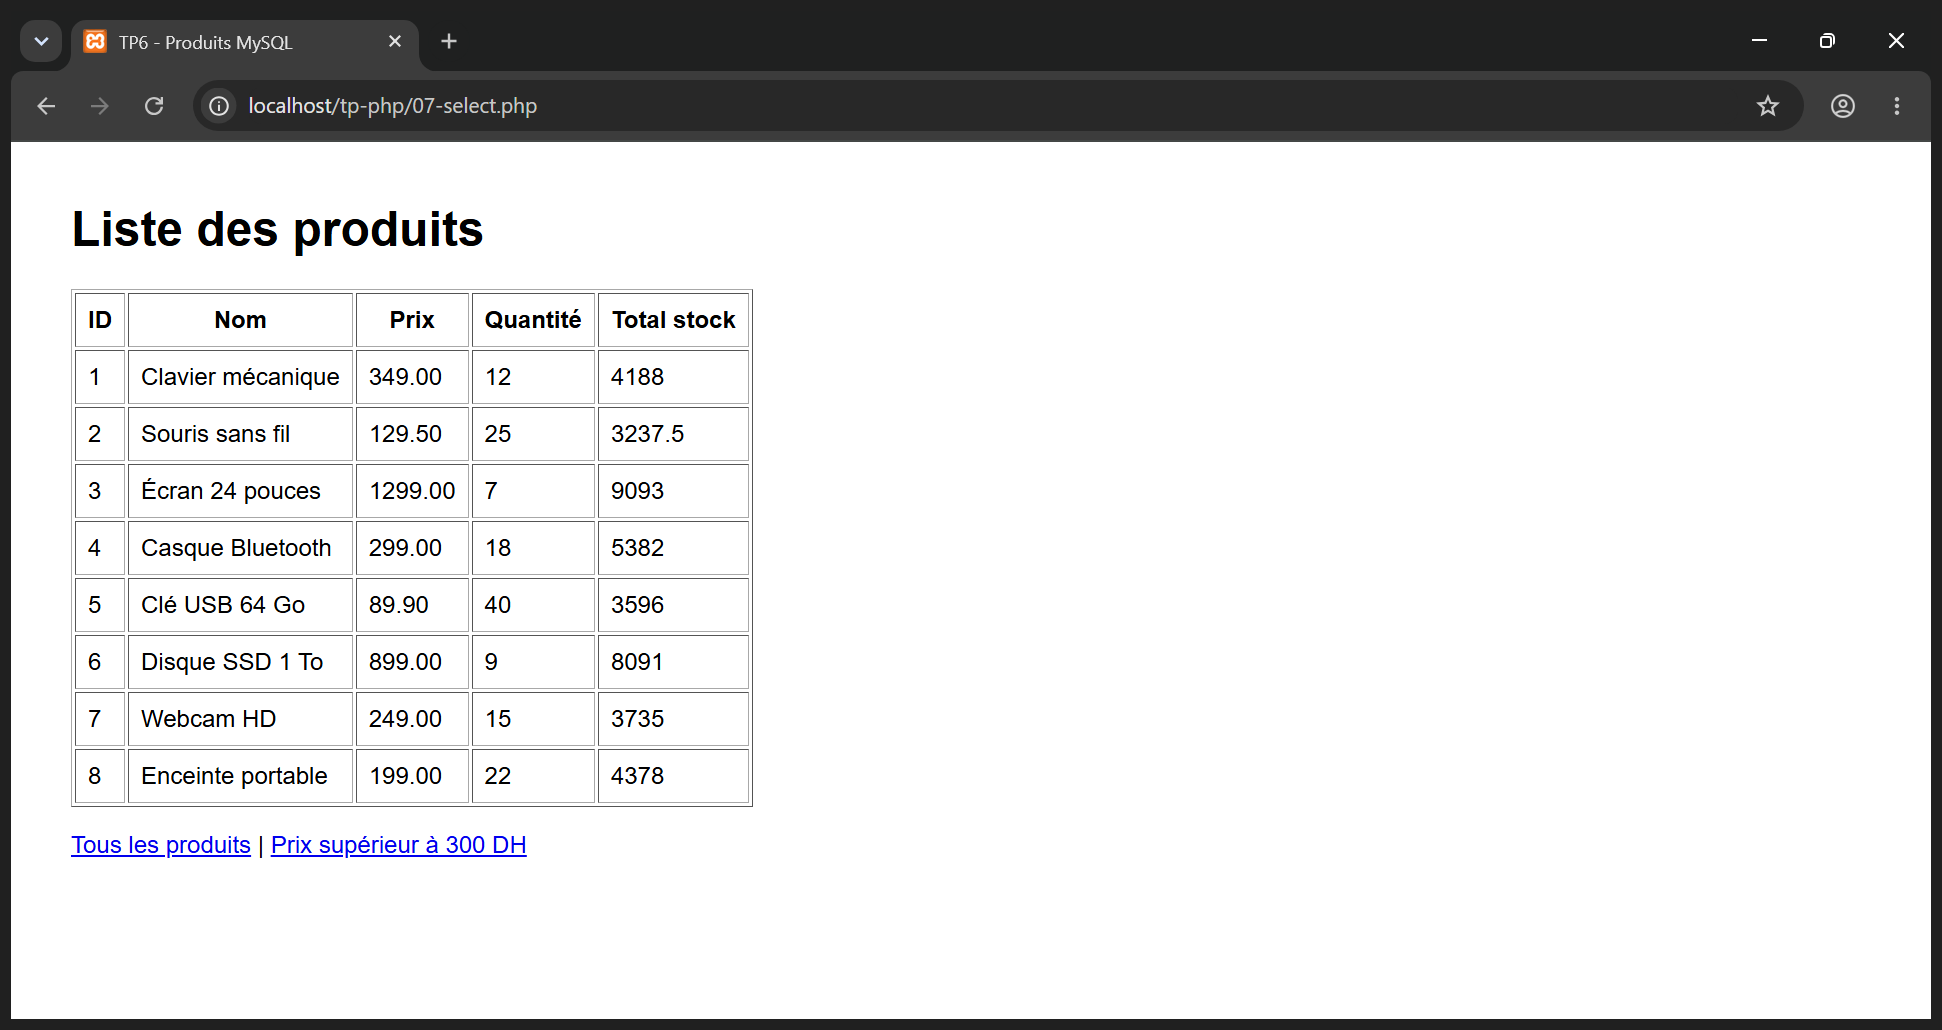 TP6 - Produits MySQL
localhost/tp-php/07-select.php
Liste des produits
ID Nom Prix Quantité Total stock
1 Clavier mécanique 349.00 12 4188
2 Souris sans fil 129.50 25 3237.5
3 Écran 24 pouces 1299.00 7 9093
4 Casque Bluetooth 299.00 18 5382
5 Clé USB 64 Go 89.90 40 3596
6 Disque SSD 1 To 899.00 9 8091
7 Webcam HD 249.00 15 3735
8 Enceinte portable 199.00 22 4378
Tous les produits | Prix supérieur à 300 DH